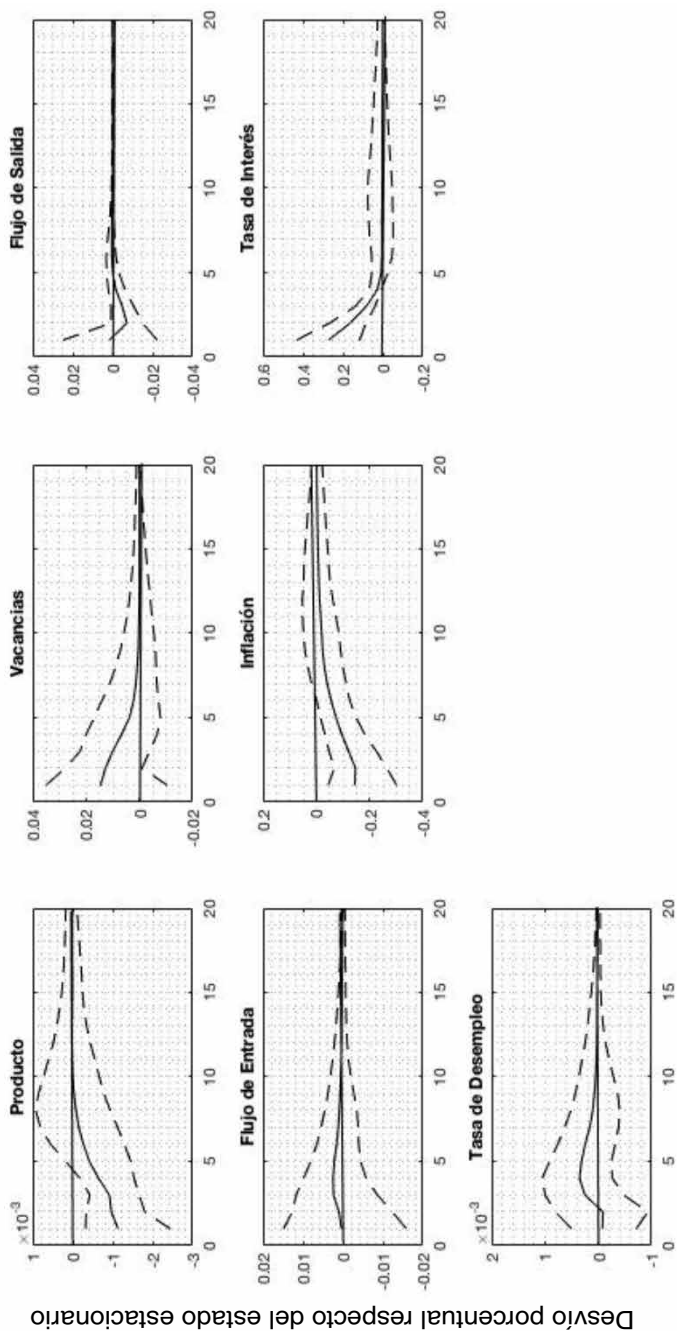 Desvío porcentual respecto del estado estacionario
Producto
×10⁻³
1
0
-1
-2
-3
0 5 10 15 20
Vacancias
0.04
0.02
0
-0.02
0 5 10 15 20
Flujo de Salida
0.04
0.02
0
-0.02
-0.04
0 5 10 15 20
Flujo de Entrada
0.02
0.01
0
-0.01
-0.02
0 5 10 15 20
Inflación
0.2
0
-0.2
-0.4
0 5 10 15 20
Tasa de Interés
0.6
0.4
0.2
0
-0.2
0 5 10 15 20
Tasa de Desempleo
×10⁻³
2
1
0
-1
0 5 10 15 20